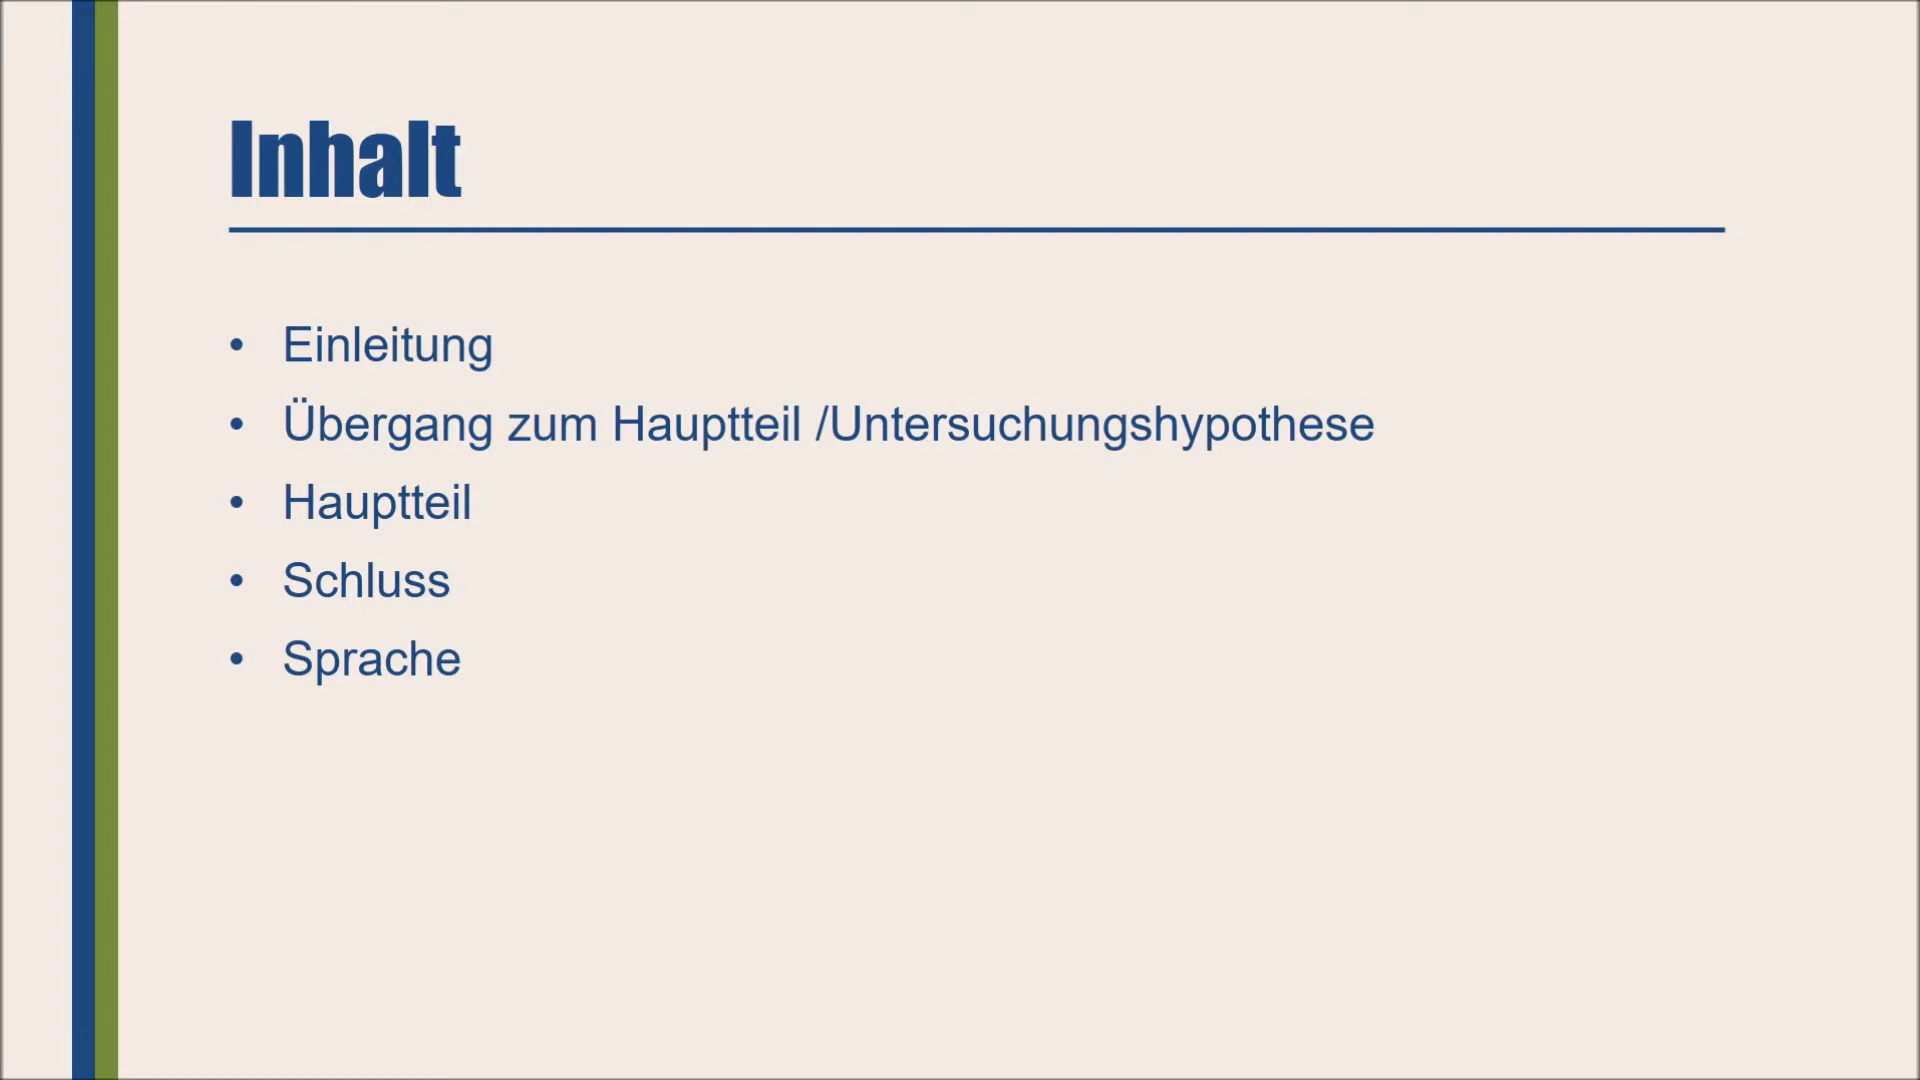 Inhalt
• Einleitung
• Übergang zum Hauptteil /Untersuchungshypothese
• Hauptteil
• Schluss
• Sprache